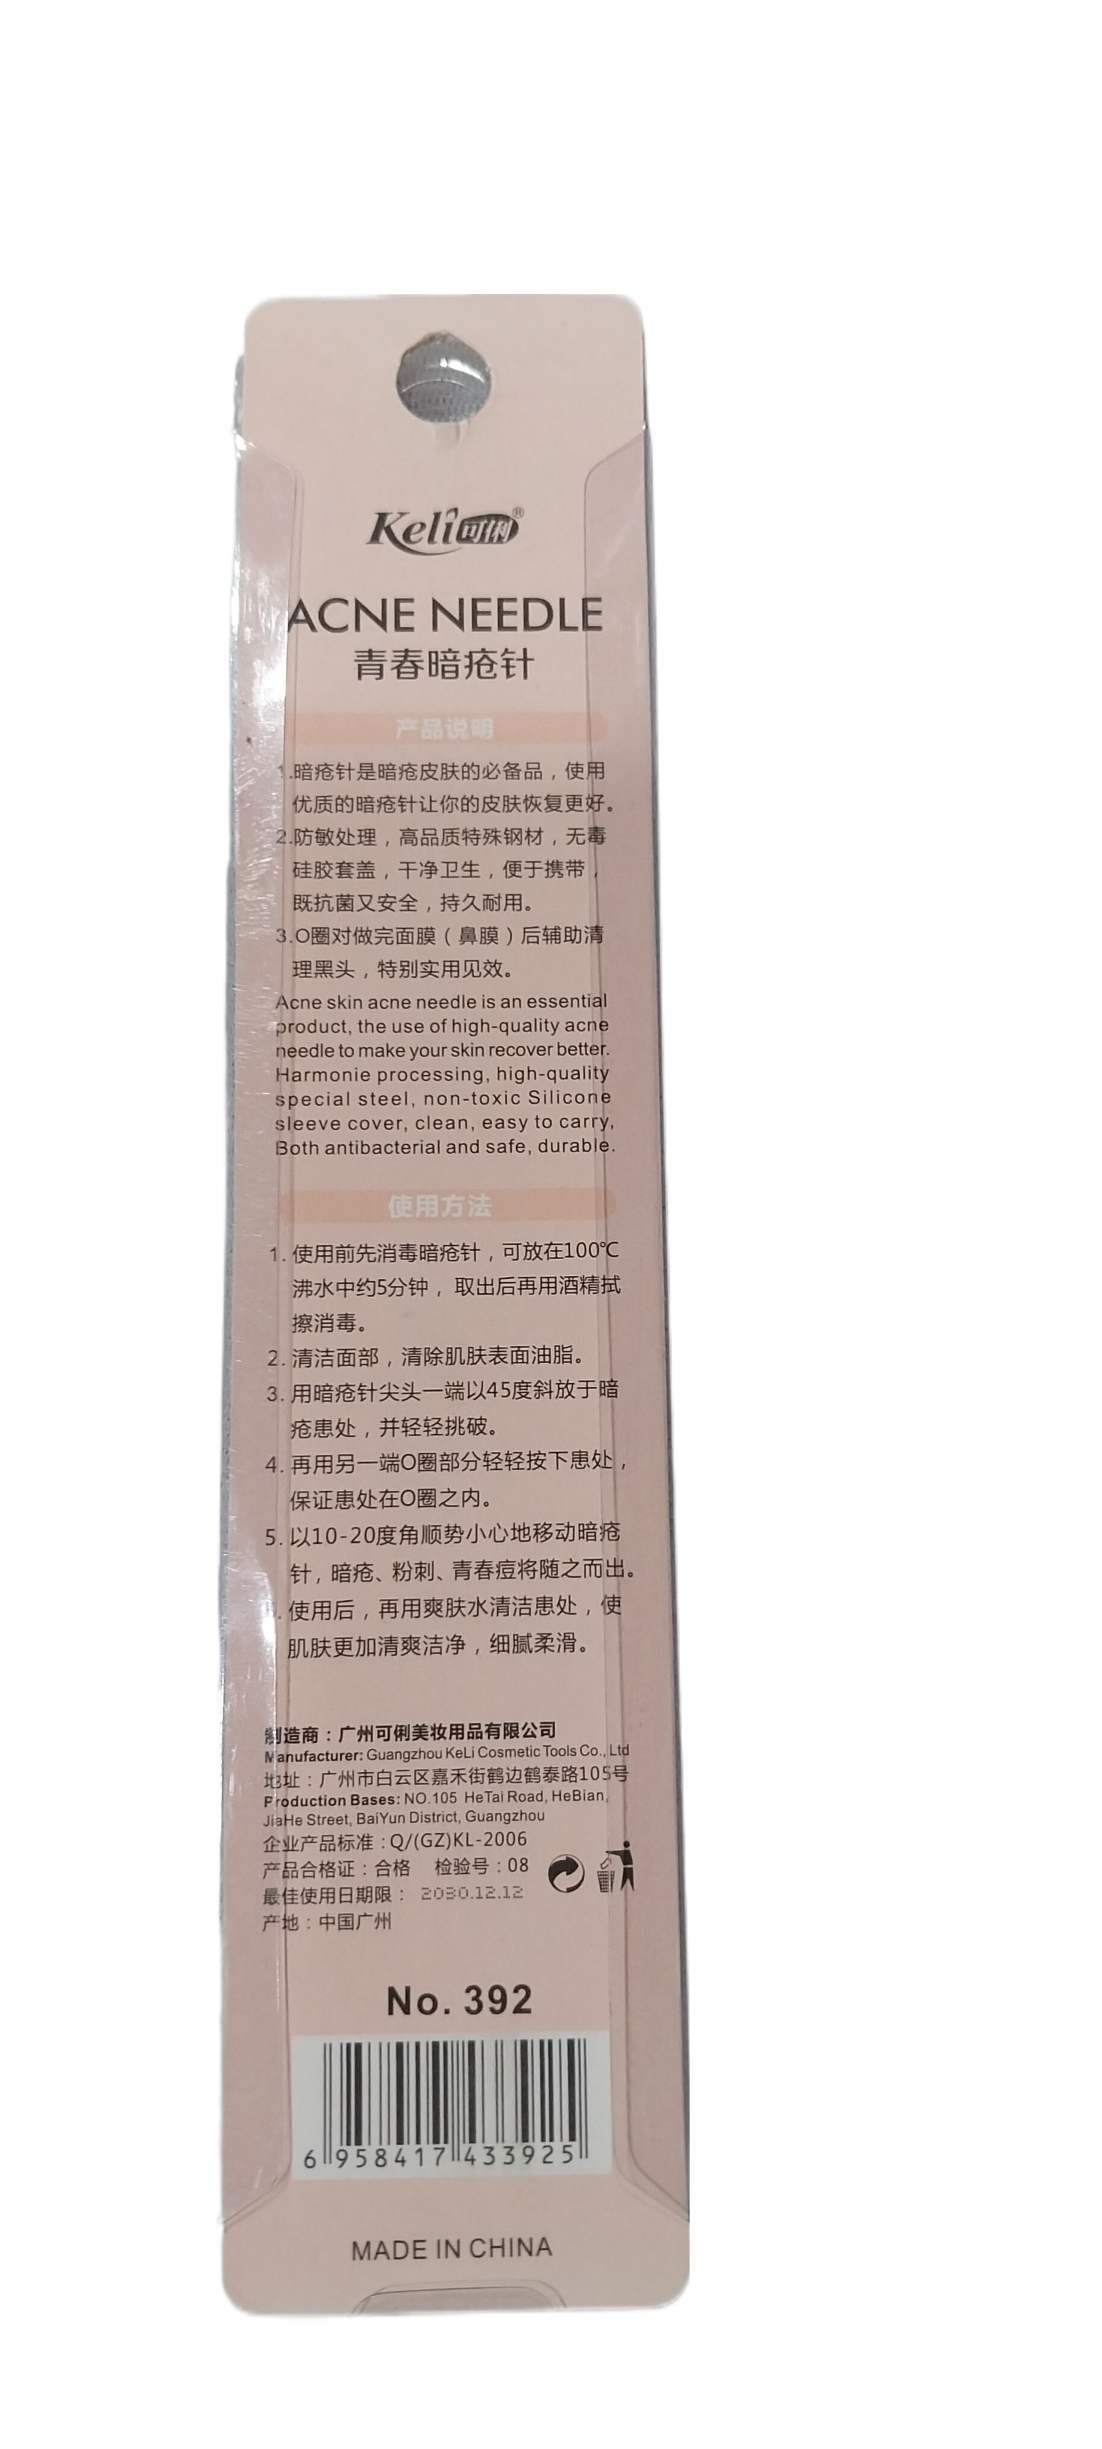 Keli可俐®
ACNE NEEDLE
青春暗疮针
产品说明
1.暗疮针是暗疮皮肤的必备品，使用
优质的暗疮针让你的皮肤恢复更好。
2.防敏处理，高品质特殊钢材，无毒
硅胶套盖，干净卫生，便于携带，
既抗菌又安全，持久耐用。
3.O圈对做完面膜（鼻膜）后辅助清
理黑头，特别实用见效。
Acne skin acne needle is an essential
product, the use of high-quality acne
needle to make your skin recover better.
Harmonie processing, high-quality
special steel, non-toxic Silicone
sleeve cover, clean, easy to carry,
Both antibacterial and safe, durable.
使用方法
1. 使用前先消毒暗疮针，可放在100℃
沸水中约5分钟，取出后再用酒精拭
擦消毒。
2. 清洁面部，清除肌肤表面油脂。
3. 用暗疮针尖头一端以45度斜放于暗
疮患处，并轻轻挑破。
4. 再用另一端O圈部分轻轻按下患处，
保证患处在O圈之内。
5. 以10-20度角顺势小心地移动暗疮
针，暗疮、粉刺、青春痘将随之而出。
. 使用后，再用爽肤水清洁患处，使
肌肤更加清爽洁净，细腻柔滑。
制造商：广州可俐美妆用品有限公司
Manufacturer: Guangzhou KeLi Cosmetic Tools Co., Ltd
地址：广州市白云区嘉禾街鹤边鹤泰路105号
Production Bases: NO.105 HeTai Road, HeBian,
JiaHe Street, BaiYun District, Guangzhou
企业产品标准：Q/(GZ)KL-2006
产品合格证：合格 检验号：08
最佳使用日期限：2030.12.12
产地：中国广州
No. 392
6 958417 433925
MADE IN CHINA